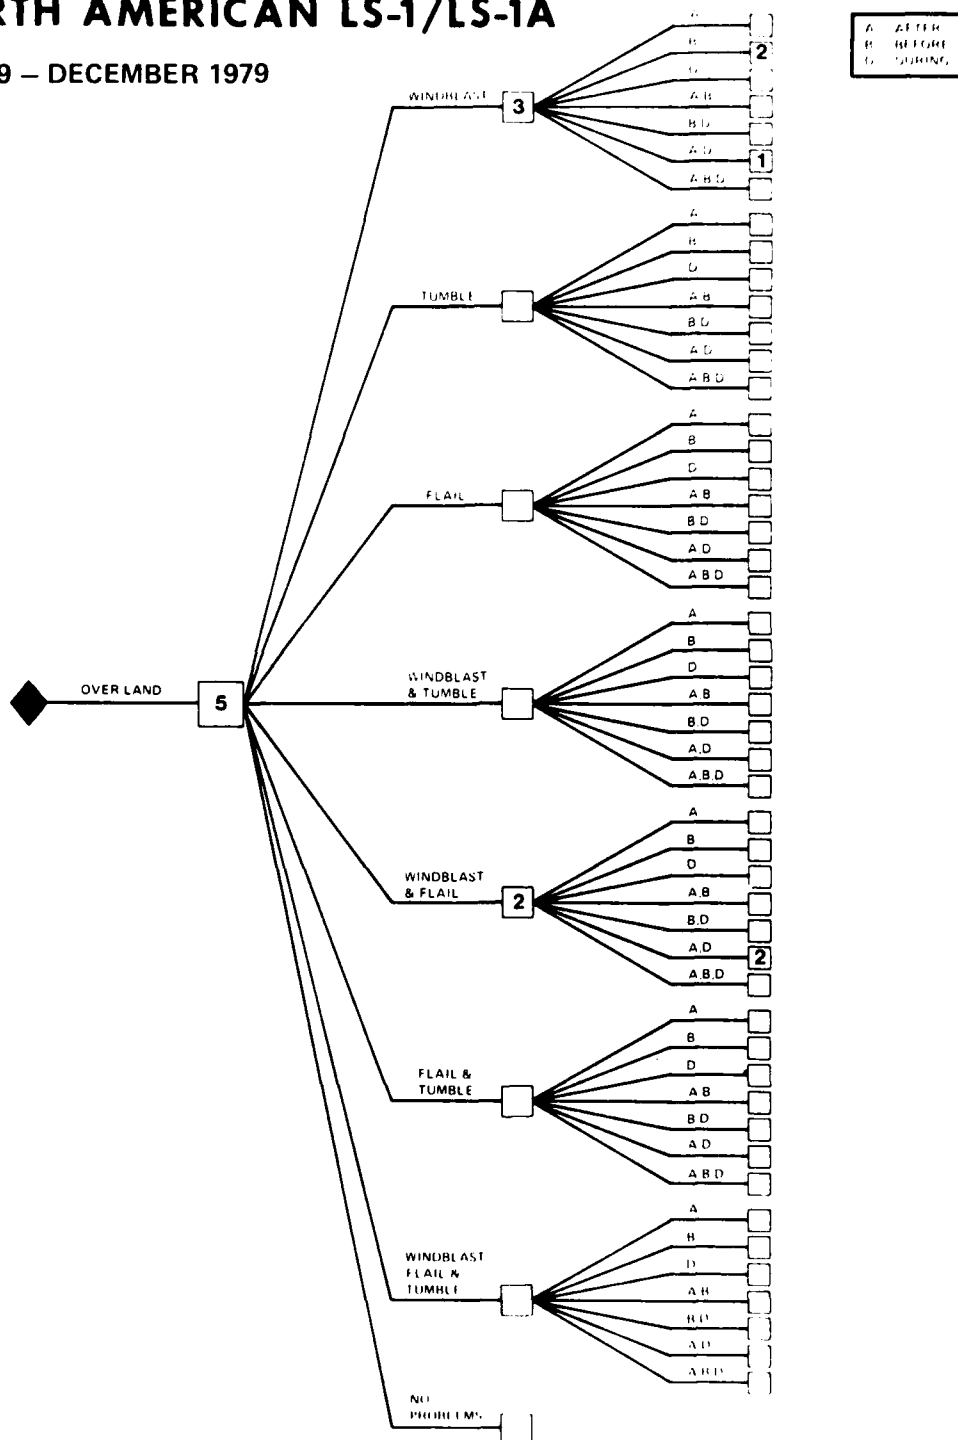 RTH AMERICAN LS-1/LS-1A
9 – DECEMBER 1979
A AFTER
B BEFORE
D DURING
OVER LAND
5
WINDBLAST
3
B
2
D
A B
B D
A D
1
A B D
TUMBLE
A
B
D
A B
B D
A D
A B D
FLAIL
A
B
D
A B
B D
A D
A B D
WINDBLAST
& TUMBLE
A
B
D
A,B
B,D
A,D
A,B,D
WINDBLAST
& FLAIL
2
A
B
D
A,B
B,D
A,D
2
A,B,D
FLAIL &
TUMBLE
A
B
D
A B
B D
A D
A B D
WINDBLAST
FLAIL &
TUMBLE
A
B
D
A B
B D
A D
A B D
NO
PROBLEMS